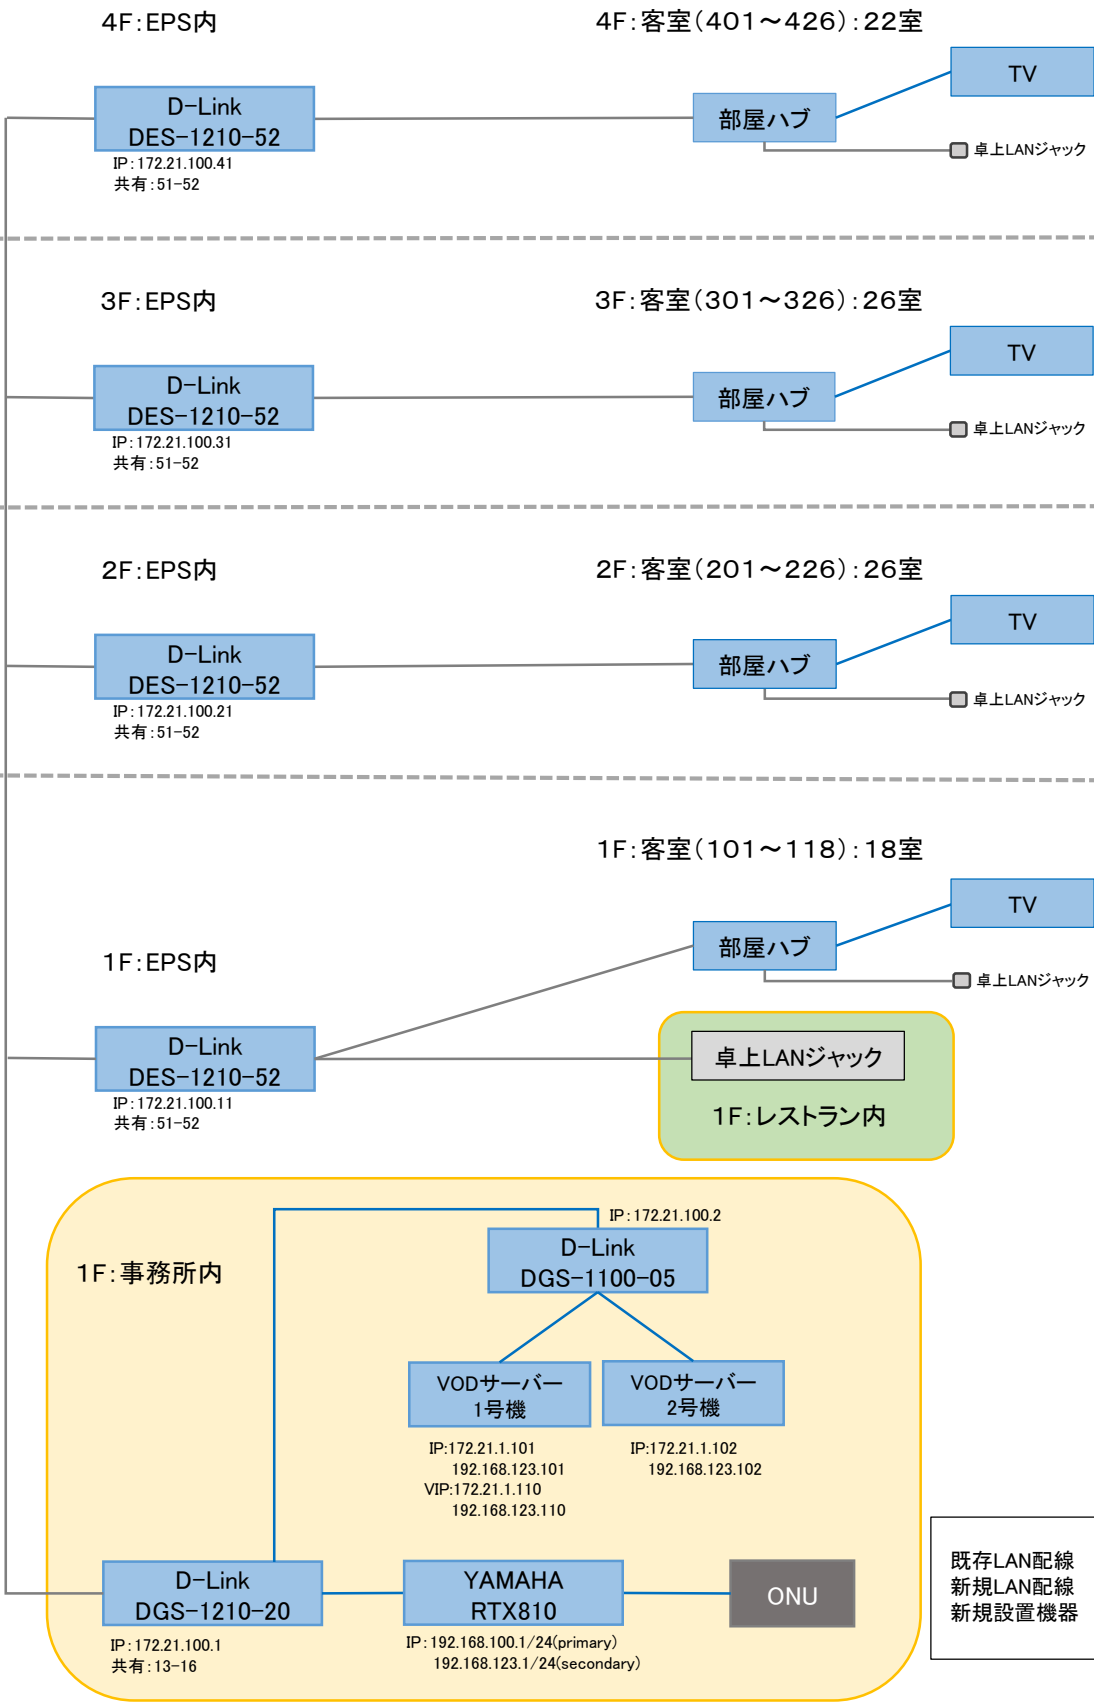 4F:EPS内
4F:客室(401～426):22室
TV
D-Link
DES-1210-52
部屋ハブ
卓上LANジャック
IP:172.21.100.41
共有:51-52
3F:EPS内
3F:客室(301～326):26室
TV
D-Link
DES-1210-52
部屋ハブ
卓上LANジャック
IP:172.21.100.31
共有:51-52
2F:EPS内
2F:客室(201～226):26室
TV
D-Link
DES-1210-52
部屋ハブ
卓上LANジャック
IP:172.21.100.21
共有:51-52
1F:客室(101～118):18室
TV
部屋ハブ
1F:EPS内
卓上LANジャック
D-Link
DES-1210-52
卓上LANジャック
IP:172.21.100.11
共有:51-52
1F:レストラン内
IP:172.21.100.2
1F:事務所内
D-Link
DGS-1100-05
VODサーバー
1号機
VODサーバー
2号機
IP:172.21.1.101
192.168.123.101
VIP:172.21.1.110
192.168.123.110
IP:172.21.1.102
192.168.123.102
D-Link
DGS-1210-20
YAMAHA
RTX810
ONU
IP:172.21.100.1
共有:13-16
IP:192.168.100.1/24(primary)
192.168.123.1/24(secondary)
既存LAN配線
新規LAN配線
新規設置機器